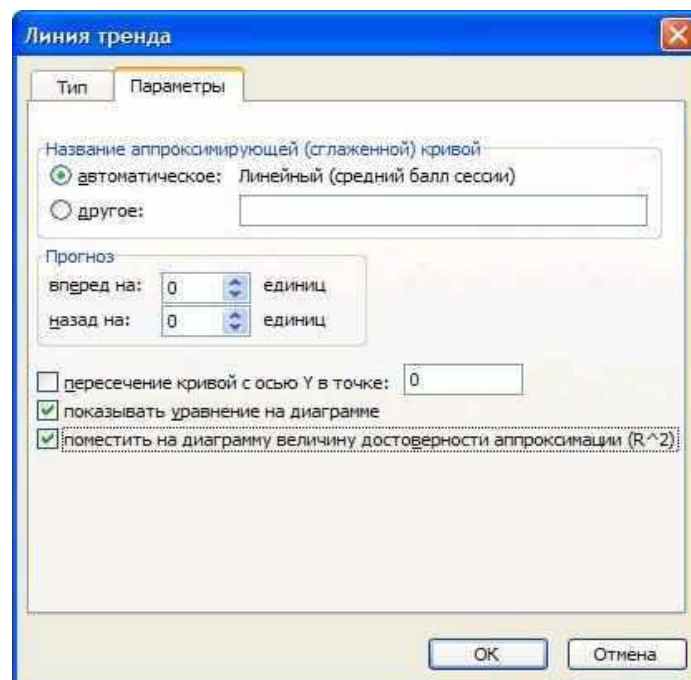 Линия тренда
Тип Параметры
Название аппроксимирующей (сглаженной) кривой
автоматическое: Линейный (средний балл сессии)
другое:
Прогноз
вперед на: 0 единиц
назад на: 0 единиц
пересечение кривой с осью Y в точке: 0
показывать уравнение на диаграмме
поместить на диаграмму величину достоверности аппроксимации (R^2)
ОК Отмена